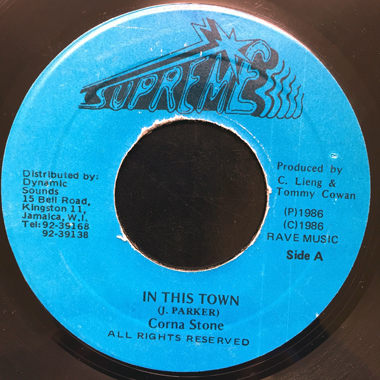 SUPREME
Distributed by:
Dynamic
Sounds
15 Bell Road,
Kingston 11,
Jamaica, W.I.
Tel: 92-39168
92-39138
Produced by
C. Lieng &
Tommy Cowan
(P)1986
(C)1986
RAVE MUSIC
Side A
IN THIS TOWN
(J. PARKER)
Corna Stone
ALL RIGHTS RESERVED